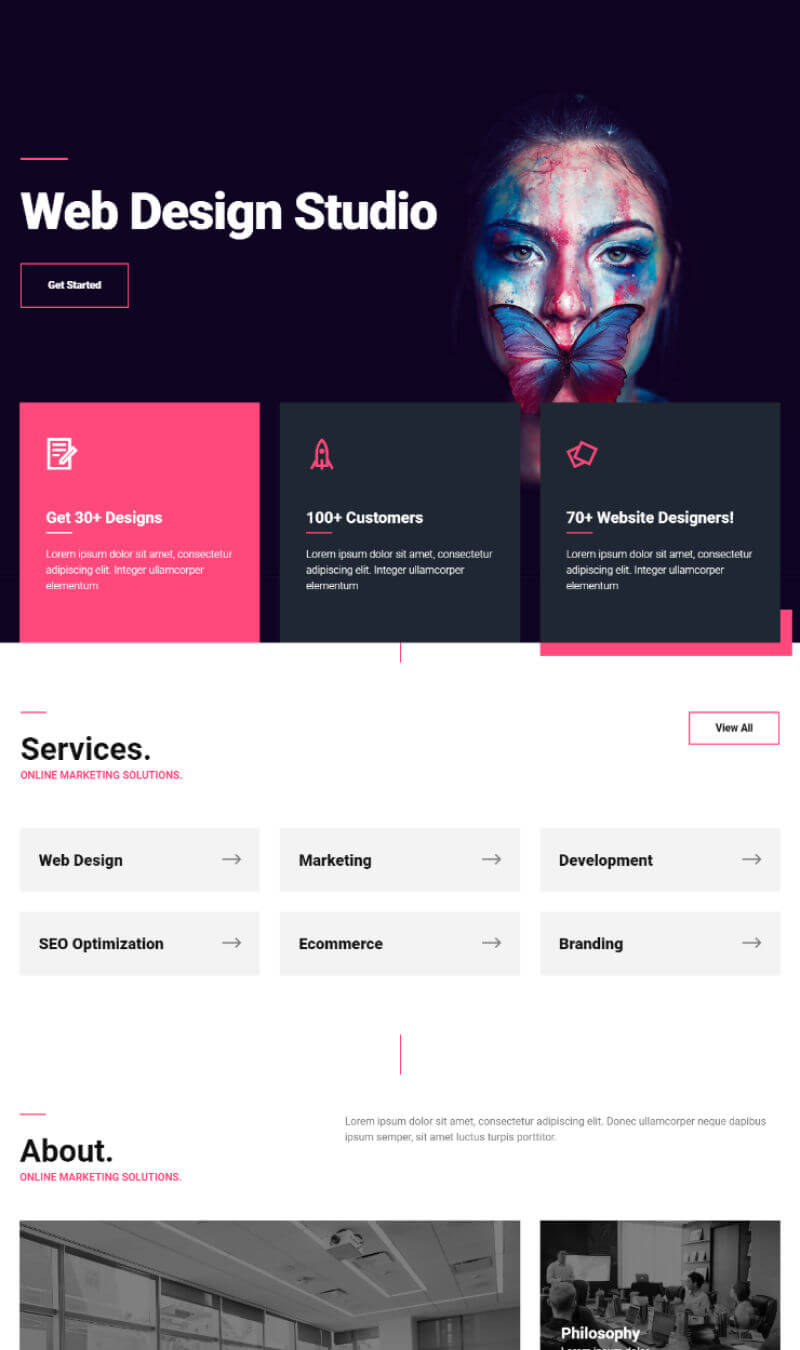 Web Design Studio
Get Started
Get 30+ Designs
Lorem ipsum dolor sit amet, consectetur
adipiscing elit. Integer ullamcorper
elementum
100+ Customers
Lorem ipsum dolor sit amet, consectetur
adipiscing elit. Integer ullamcorper
elementum
70+ Website Designers!
Lorem ipsum dolor sit amet, consectetur
adipiscing elit. Integer ullamcorper
elementum
Services.
ONLINE MARKETING SOLUTIONS.
View All
Web Design
Marketing
Development
SEO Optimization
Ecommerce
Branding
About.
ONLINE MARKETING SOLUTIONS.
Lorem ipsum dolor sit amet, consectetur adipiscing elit. Donec ullamcorper neque dapibus
ipsum semper, sit amet luctus turpis porttitor.
Philosophy